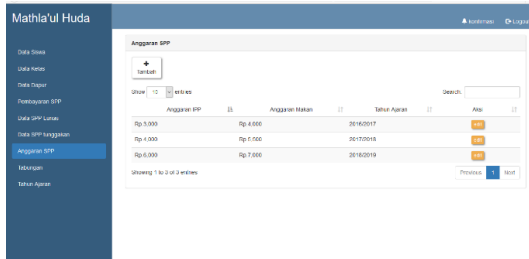 Mathla'ul Huda
Konfirmasi Logout
Data Siswa
Data Kelas
Data Dapur
Pembayaran SPP
Data SPP Lunas
Data SPP tunggakan
Anggaran SPP
Tabungan
Tahun Ajaran
Anggaran SPP
+
Tambah
Show 10 entries Search:
Anggaran IPP Anggaran Makan Tahun Ajaran Aksi
Rp 3,000 Rp 4,000 2016/2017 edit
Rp 4,000 Rp 5,500 2017/2018 edit
Rp 6,000 Rp 7,000 2018/2019 edit
Showing 1 to 3 of 3 entries Previous 1 Next